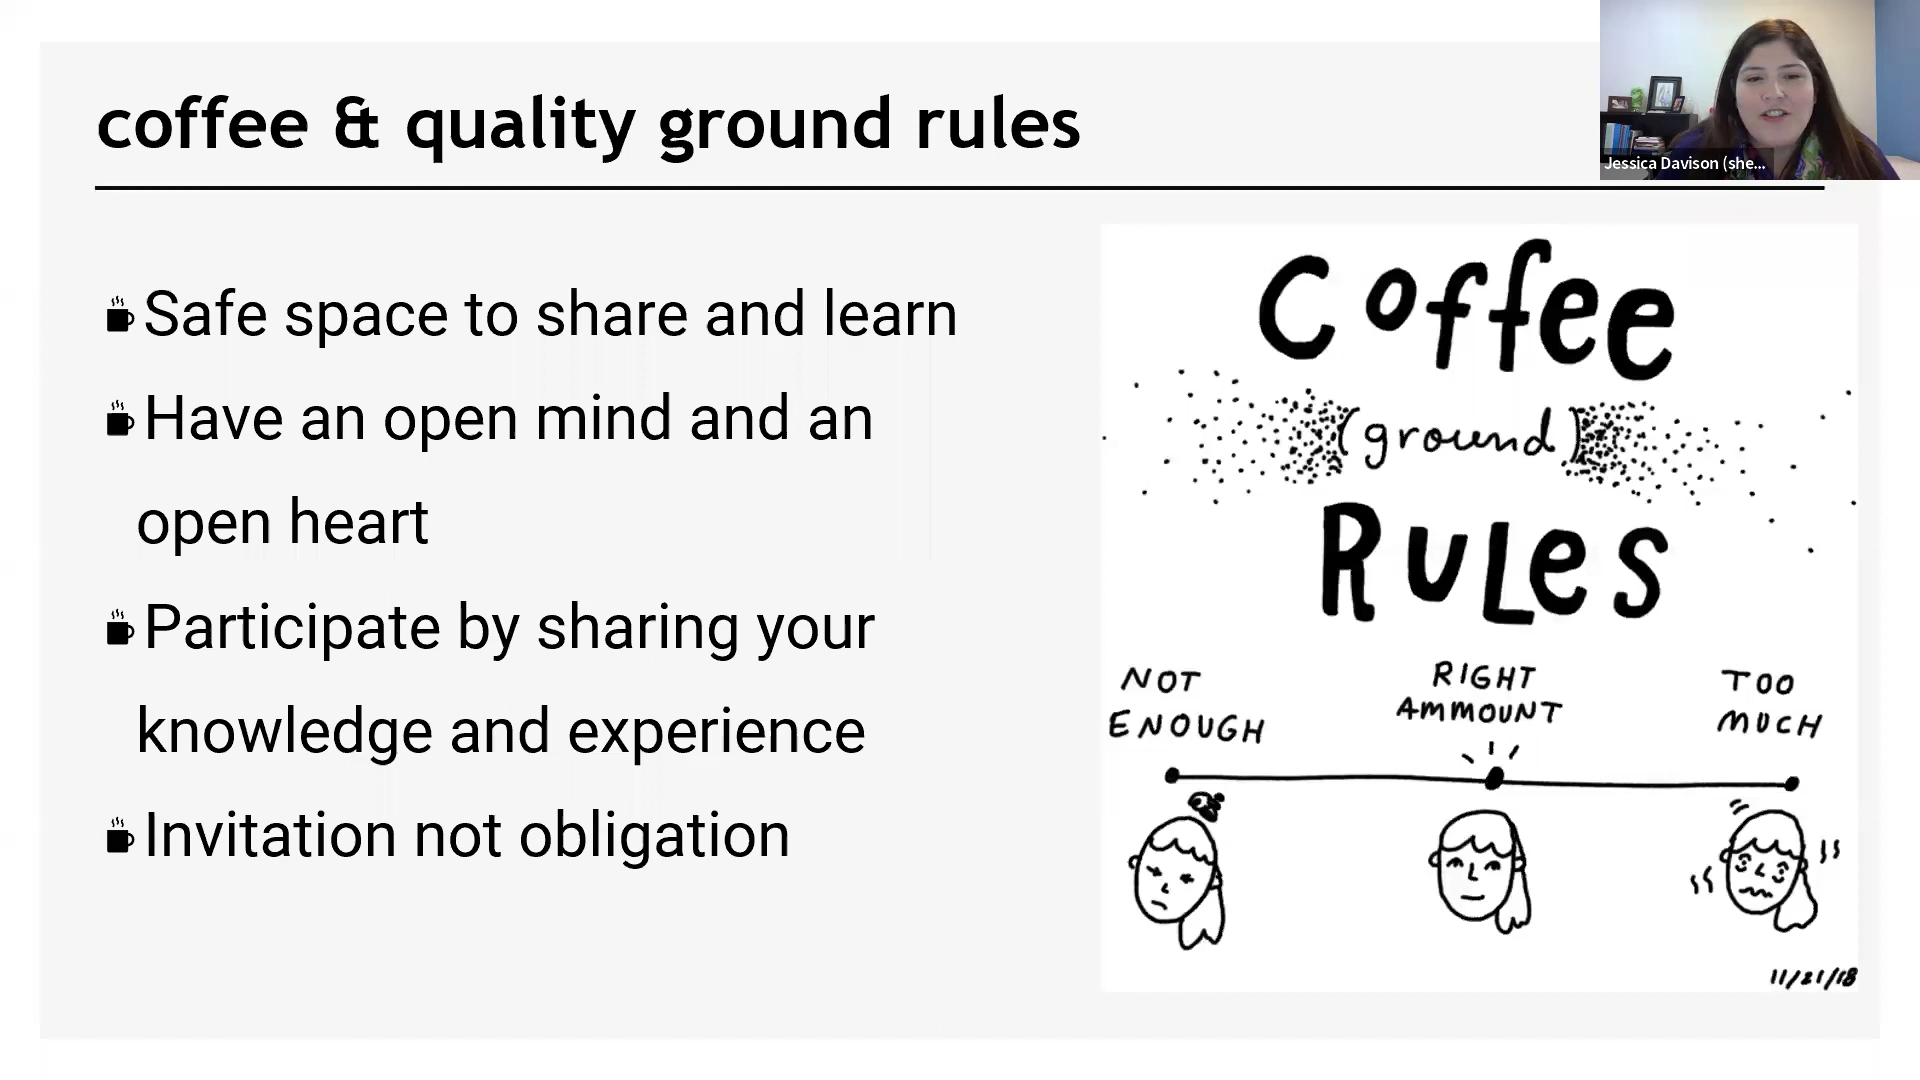 coffee & quality ground rules
Jessica Davison (she...
Safe space to share and learn
Have an open mind and an
open heart
Participate by sharing your
knowledge and experience
Invitation not obligation
Coffee
(ground)
RULeS
NOT
ENOUGH
RIGHT
AMMOUNT
TOO
MUCH
11/21/18